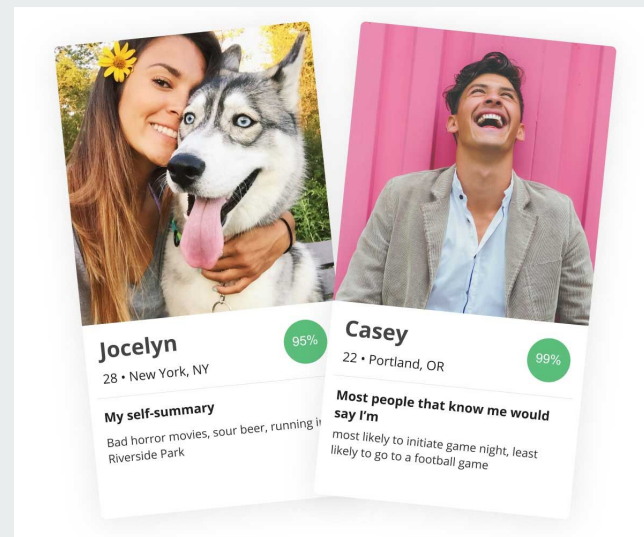 Jocelyn
95%
28 • New York, NY
My self-summary
Bad horror movies, sour beer, running in
Riverside Park
Casey
99%
22 • Portland, OR
Most people that know me would
say I'm
most likely to initiate game night, least
likely to go to a football game